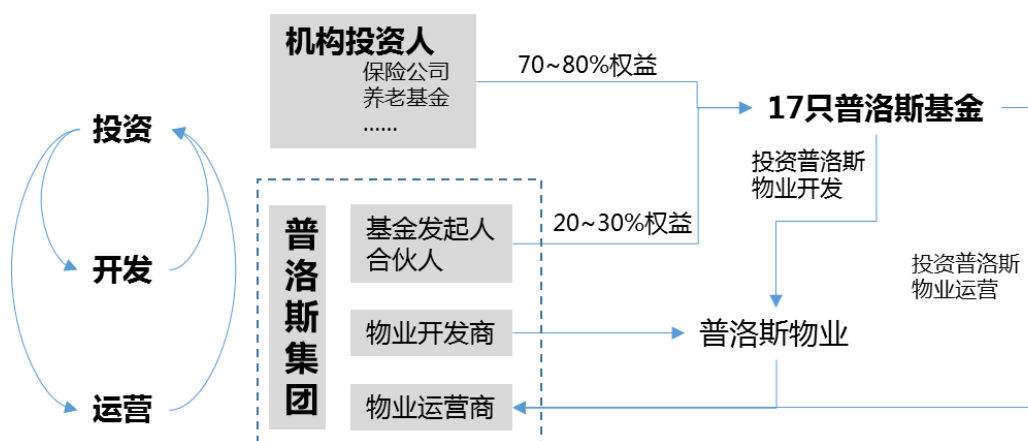 机构投资人
保险公司
养老基金
......
70~80%权益
17只普洛斯基金
投资
投资普洛斯
物业开发
普洛斯集团
基金发起人
合伙人
20~30%权益
开发
投资普洛斯
物业运营
物业开发商
普洛斯物业
运营
物业运营商